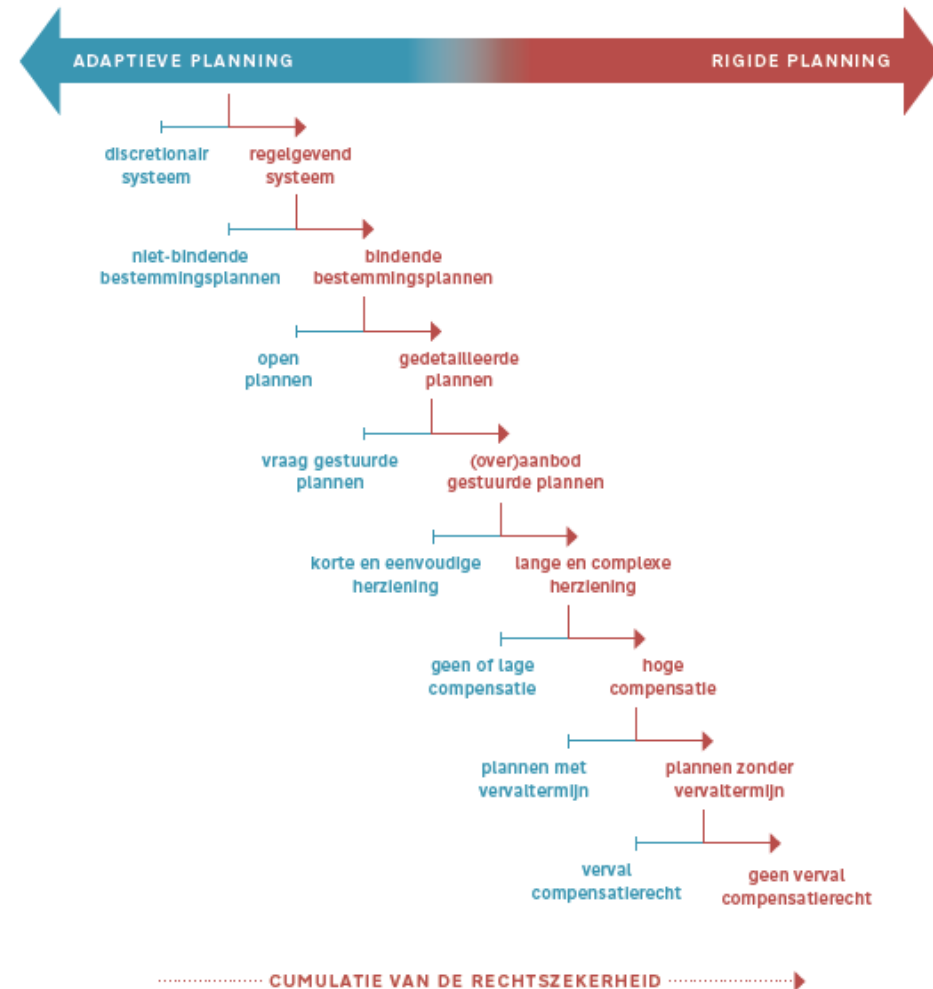 ADAPTIEVE PLANNING
RIGIDE PLANNING
discretionair
systeem
regelgevend
systeem
niet-bindende
bestemmingsplannen
bindende
bestemmingsplannen
open
plannen
gedetailleerde
plannen
vraag gestuurde
plannen
(over)aanbod
gestuurde plannen
korte en eenvoudige
herziening
lange en complexe
herziening
geen of lage
compensatie
hoge
compensatie
plannen met
vervaltermijn
plannen zonder
vervaltermijn
verval
compensatierecht
geen verval
compensatierecht
CUMULATIE VAN DE RECHTSZEKERHEID